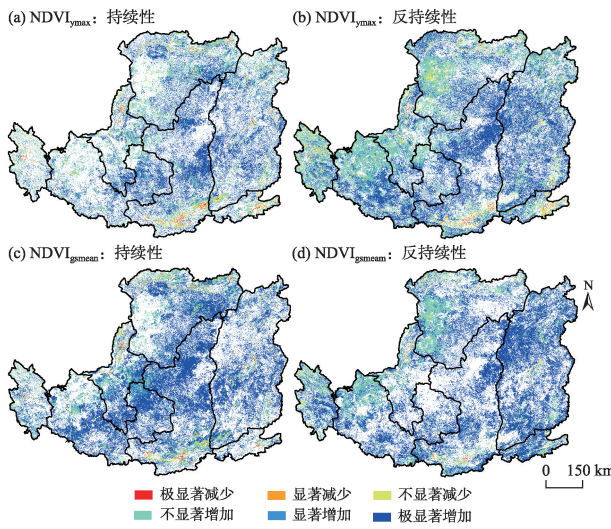 (a) NDVIymax：持续性
(b) NDVIymax：反持续性
(c) NDVIgsmean：持续性
(d) NDVIgsmeam：反持续性
N
0 150 km
极显著减少 显著减少 不显著减少
不显著增加 显著增加 极显著增加